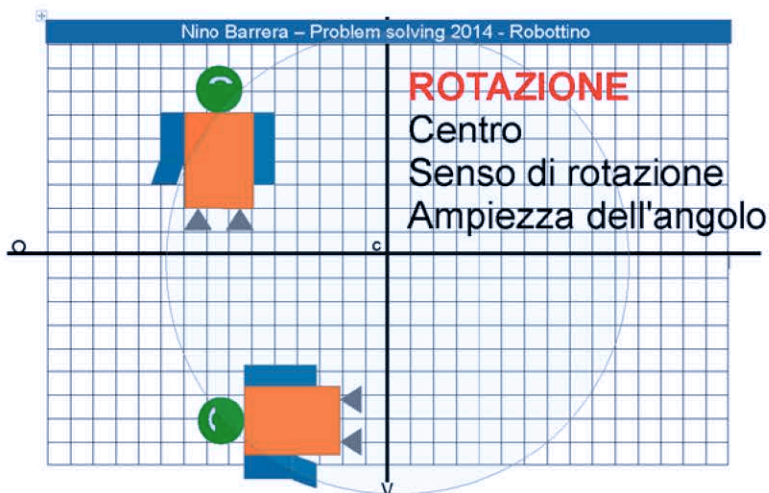 Nino Barrera – Problem solving 2014 - Robottino
ROTAZIONE
Centro
Senso di rotazione
Ampiezza dell'angolo
O
C
V